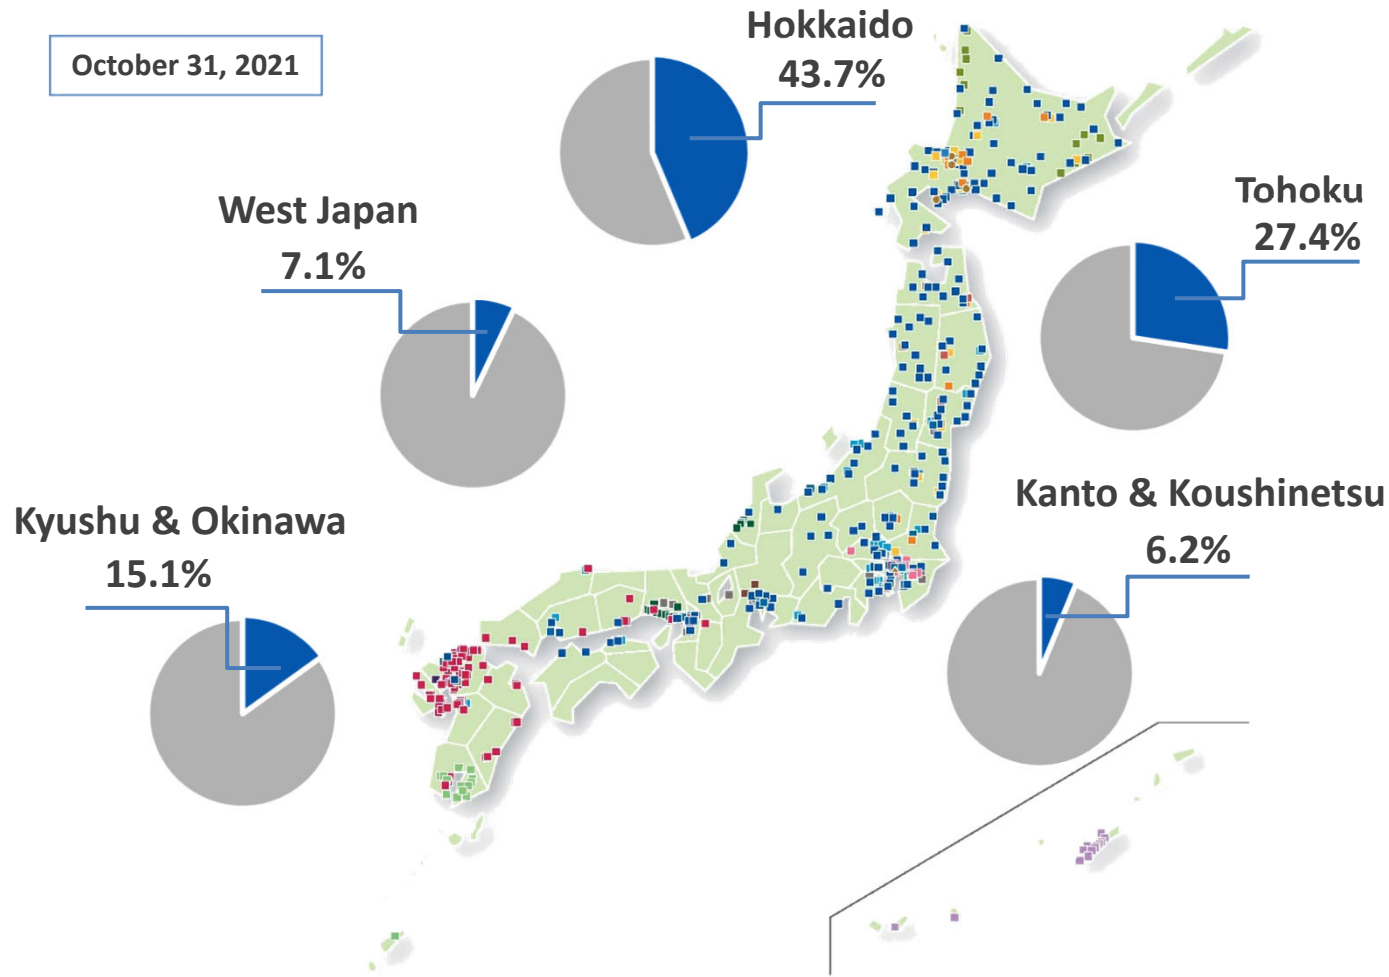 October 31, 2021
Hokkaido
43.7%
West Japan
7.1%
Tohoku
27.4%
Kyushu & Okinawa
15.1%
Kanto & Koushinetsu
6.2%